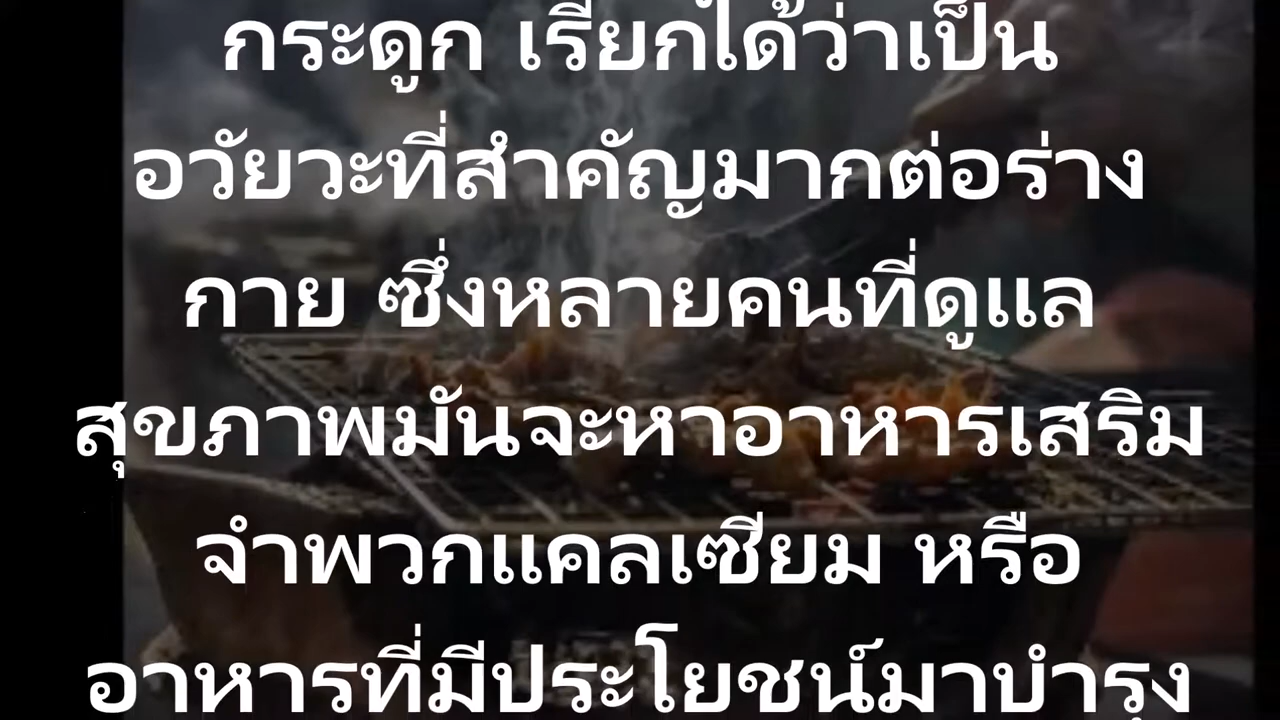 กระดูก เรียกได้ว่าเป็น
อวัยวะที่สำคัญมากต่อร่าง
กาย ซึ่งหลายคนที่ดูแล
สุขภาพมันจะหาอาหารเสริม
จำพวกแคลเซียม หรือ
อาหารที่มีประโยชน์มาบำรุง